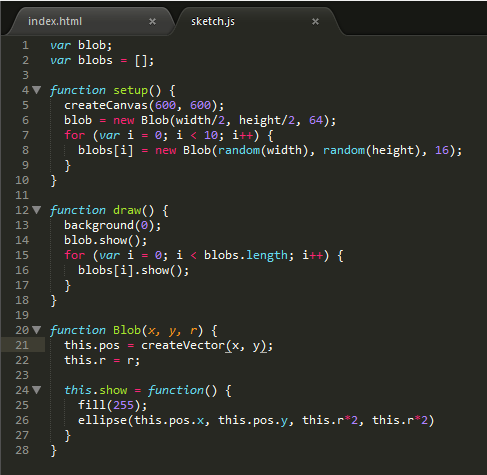 index.html × sketch.js ×
1 var blob;
2 var blobs = [];
3
4 function setup() {
5   createCanvas(600, 600);
6   blob = new Blob(width/2, height/2, 64);
7   for (var i = 0; i < 10; i++) {
8     blobs[i] = new Blob(random(width), random(height), 16);
9   }
10 }
11
12 function draw() {
13   background(0);
14   blob.show();
15   for (var i = 0; i < blobs.length; i++) {
16     blobs[i].show();
17   }
18 }
19
20 function Blob(x, y, r) {
21   this.pos = createVector(x, y);
22   this.r = r;
23
24   this.show = function() {
25     fill(255);
26     ellipse(this.pos.x, this.pos.y, this.r*2, this.r*2)
27   }
28 }